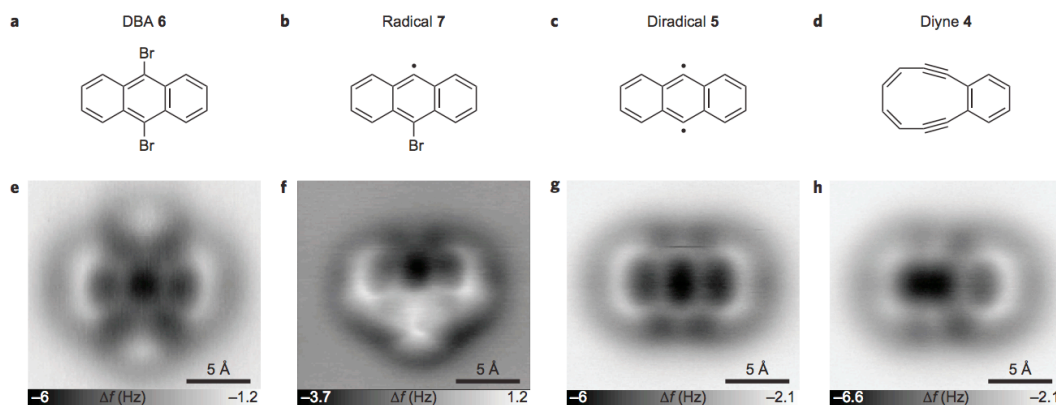 a DBA 6 b Radical 7 c Diradical 5 d Diyne 4
Br
Br
Br
e f g h
5 Å 5 Å 5 Å 5 Å
–6 Δf (Hz) –1.2 –3.7 Δf (Hz) 1.2 –6 Δf (Hz) –2.1 –6.6 Δf (Hz) –2.1